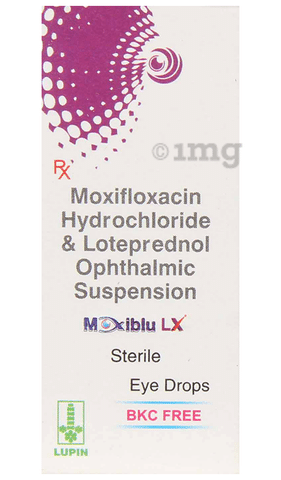 1mg
Rx
Moxifloxacin
Hydrochloride
& Loteprednol
Ophthalmic
Suspension
Moxiblu LX
Sterile
Eye Drops
BKC FREE
LUPIN